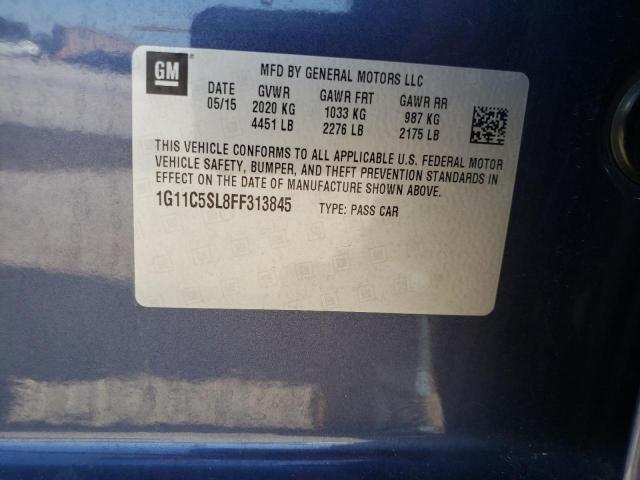 GM
MFD BY GENERAL MOTORS LLC
DATE GVWR GAWR FRT GAWR RR
05/15 2020 KG 1033 KG 987 KG
4451 LB 2276 LB 2175 LB
THIS VEHICLE CONFORMS TO ALL APPLICABLE U.S. FEDERAL MOTOR
VEHICLE SAFETY, BUMPER, AND THEFT PREVENTION STANDARDS IN
EFFECT ON THE DATE OF MANUFACTURE SHOWN ABOVE.
1G11C5SL8FF313845 TYPE: PASS CAR